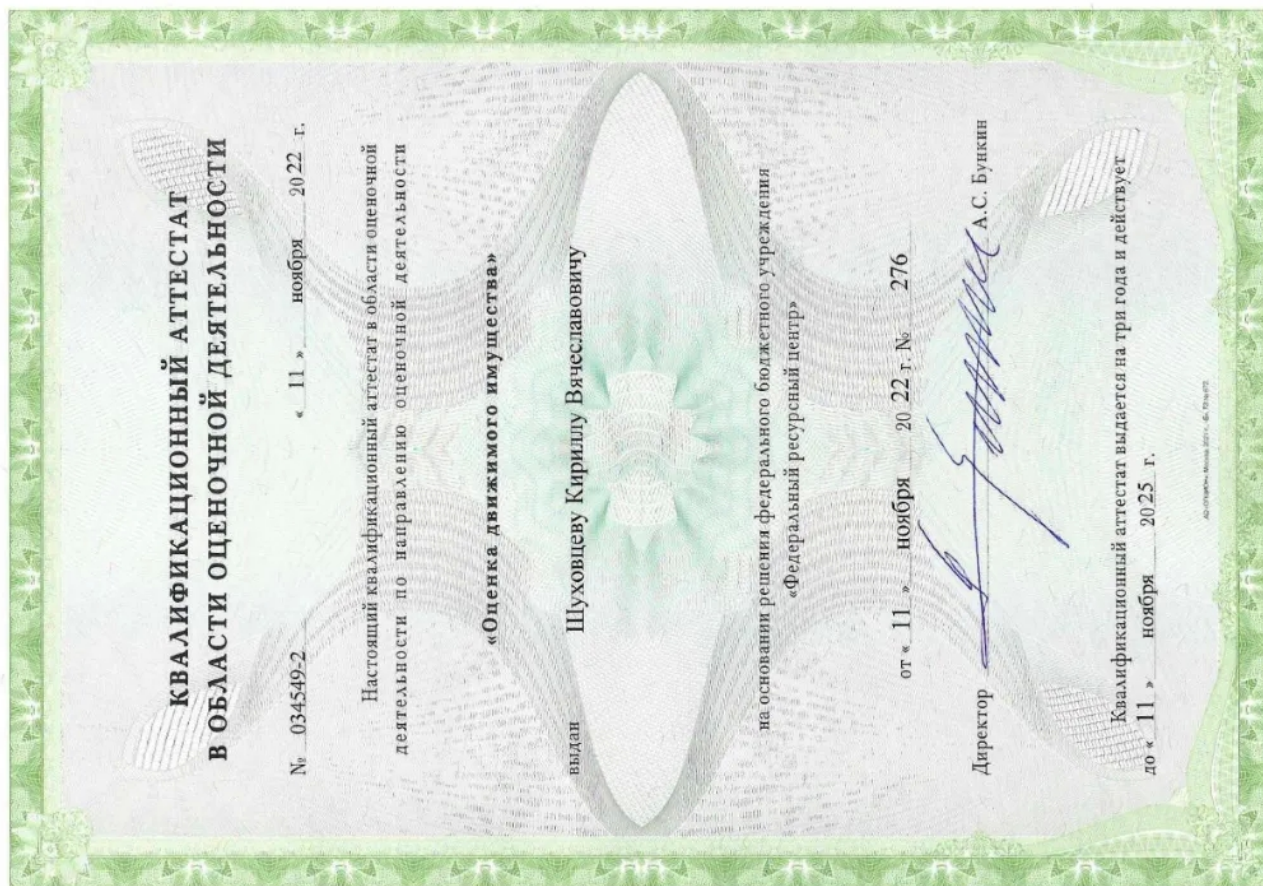 КВАЛИФИКАЦИОННЫЙ АТТЕСТАТ
В ОБЛАСТИ ОЦЕНОЧНОЙ ДЕЯТЕЛЬНОСТИ
№ 034549-2 « 11 » ноября 2022 г.
Настоящий квалификационный аттестат в области оценочной
деятельности по направлению оценочной деятельности
«Оценка движимого имущества»
выдан Шуховцеву Кириллу Вячеславовичу
на основании решения федерального бюджетного учреждения
«Федеральный ресурсный центр»
от « 11 » ноября 20 22 г. № 276
Директор А.С. Бункин
Квалификационный аттестат выдается на три года и действует
до « 11 » ноября 2025 г.